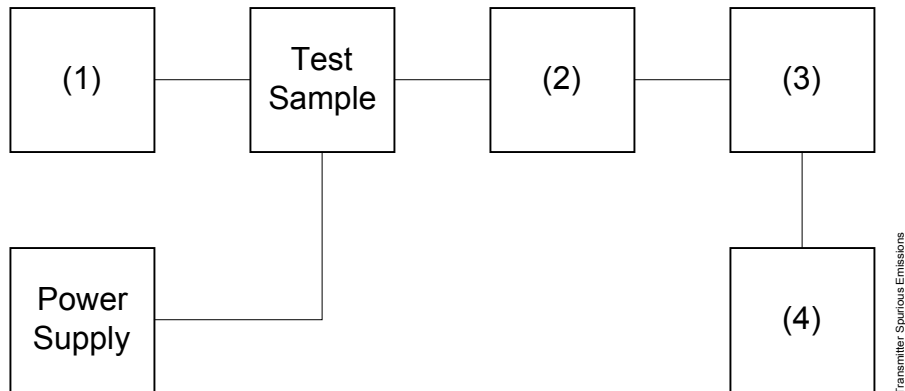 (1)
Test
Sample
(2)
(3)
Power
Supply
(4)
Transmitter Spurious Emissions